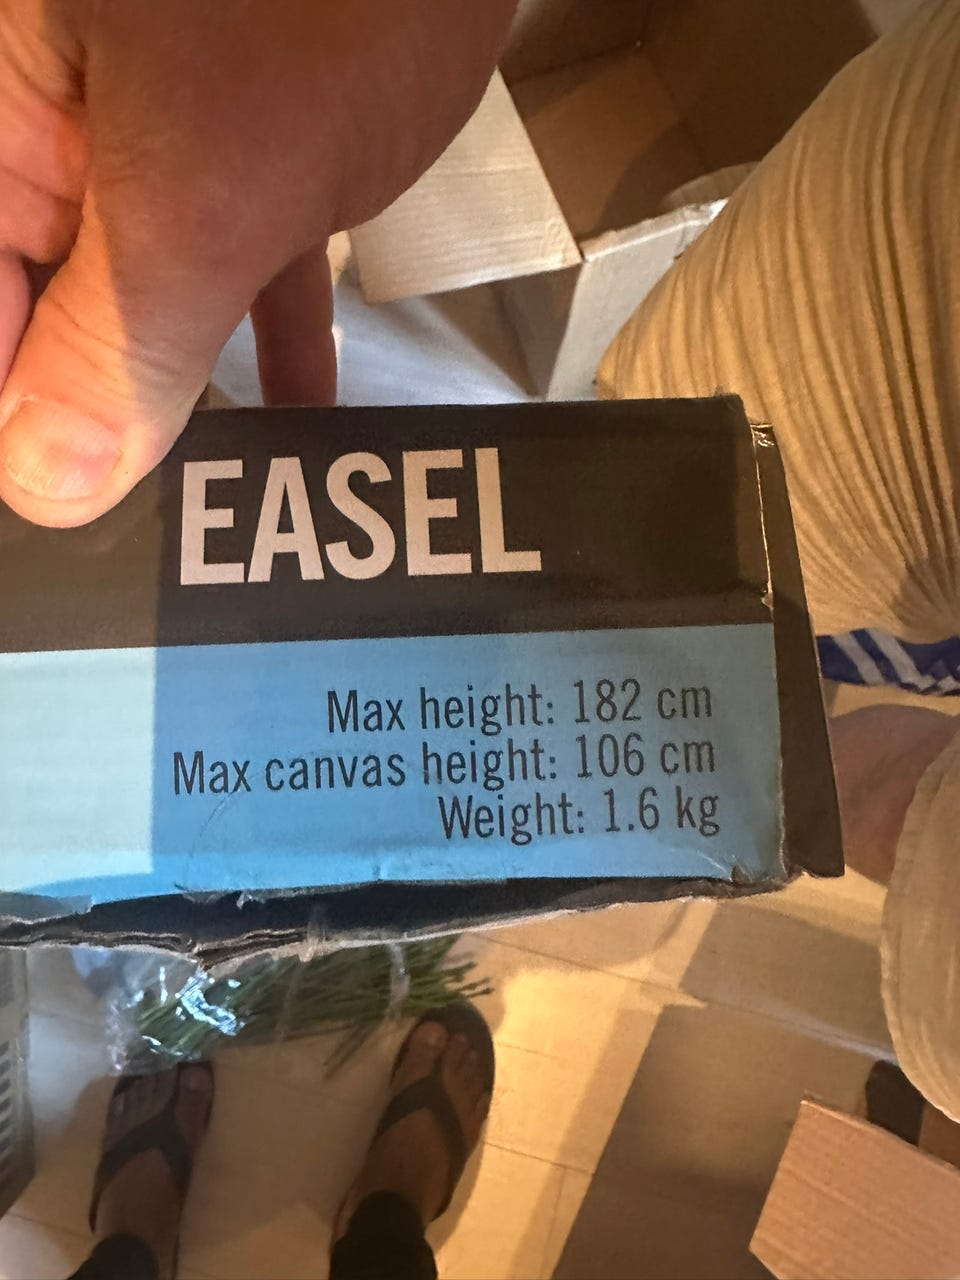 EASEL
Max height: 182 cm
Max canvas height: 106 cm
Weight: 1.6 kg